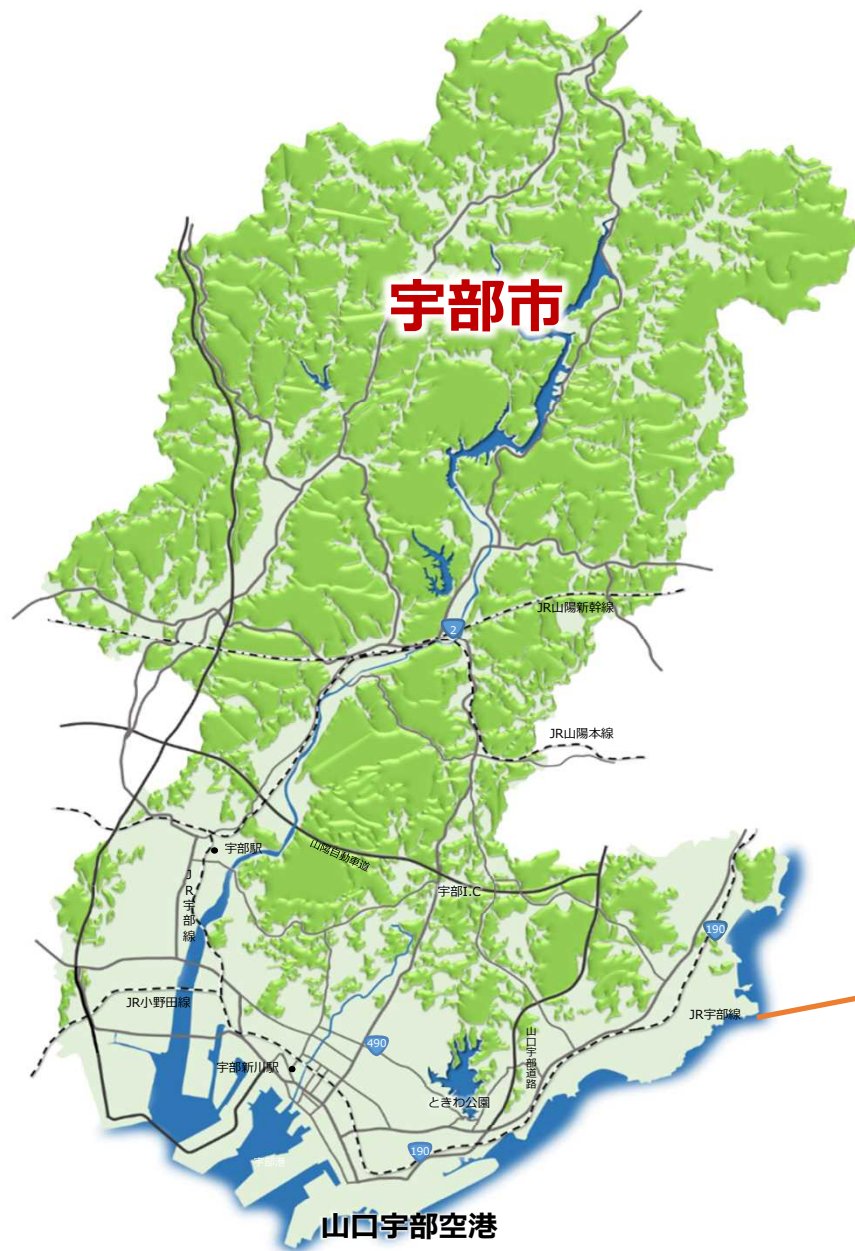 宇部市
JR山陽新幹線
2
JR山陽本線
宇部駅
山陽自動車道
宇部I.C
JR宇部線
190
JR小野田線
JR宇部線
490
山口宇部道路
宇部新川駅
ときわ公園
190
宇部港
山口宇部空港